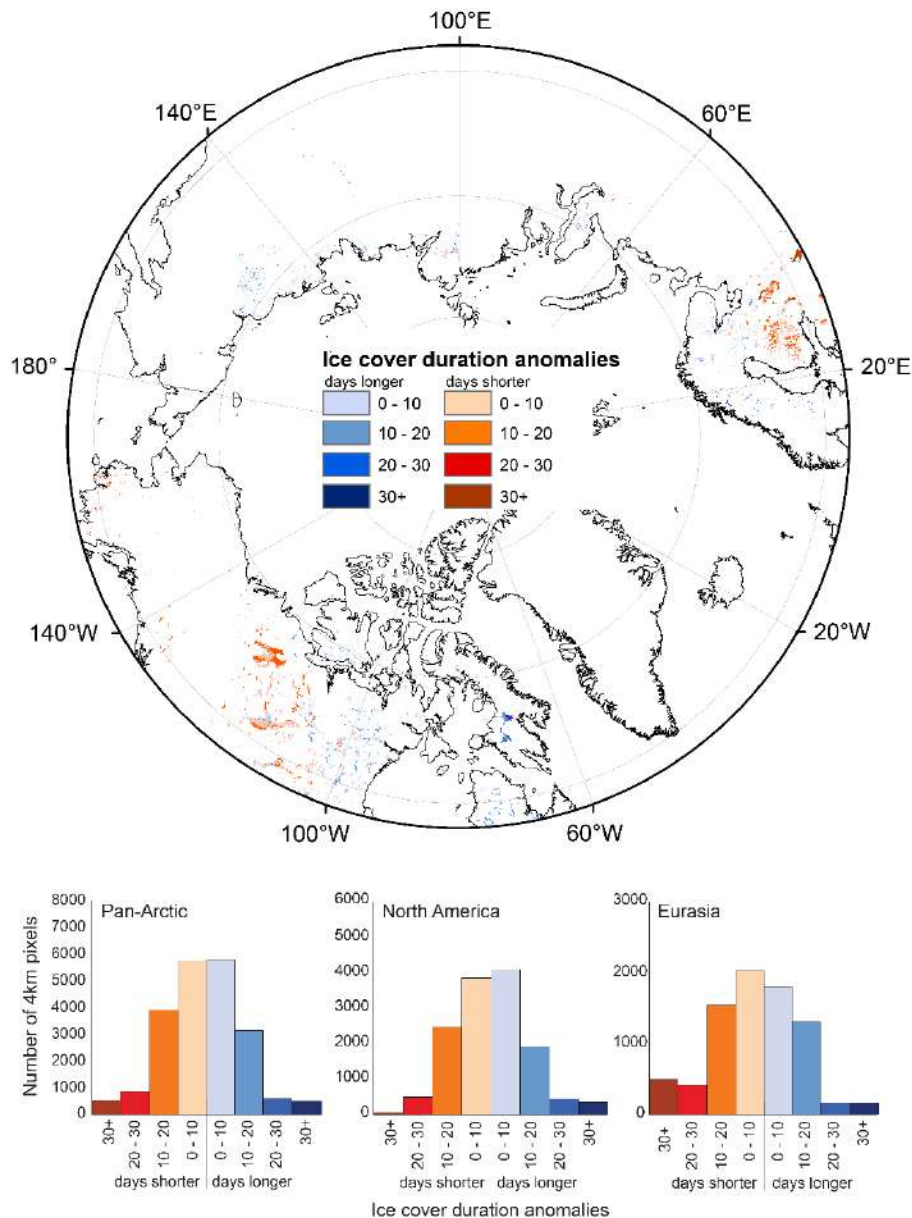 100°E
140°E
60°E
180°
20°E
Ice cover duration anomalies
days longer
days shorter
0 - 10
0 - 10
10 - 20
10 - 20
20 - 30
20 - 30
30+
30+
140°W
20°W
100°W
60°W
Pan-Arctic
North America
Eurasia
Number of 4km pixels
8000
7000
6000
5000
4000
3000
2000
1000
0
6000
5000
4000
3000
2000
1000
0
3000
2000
1000
0
30+
20 - 30
10 - 20
0 - 10
0 - 10
10 - 20
20 - 30
30+
30+
20 - 30
10 - 20
0 - 10
0 - 10
10 - 20
20 - 30
30+
30+
20 - 30
10 - 20
0 - 10
0 - 10
10 - 20
20 - 30
30+
days shorter
days longer
days shorter
days longer
days shorter
days longer
Ice cover duration anomalies